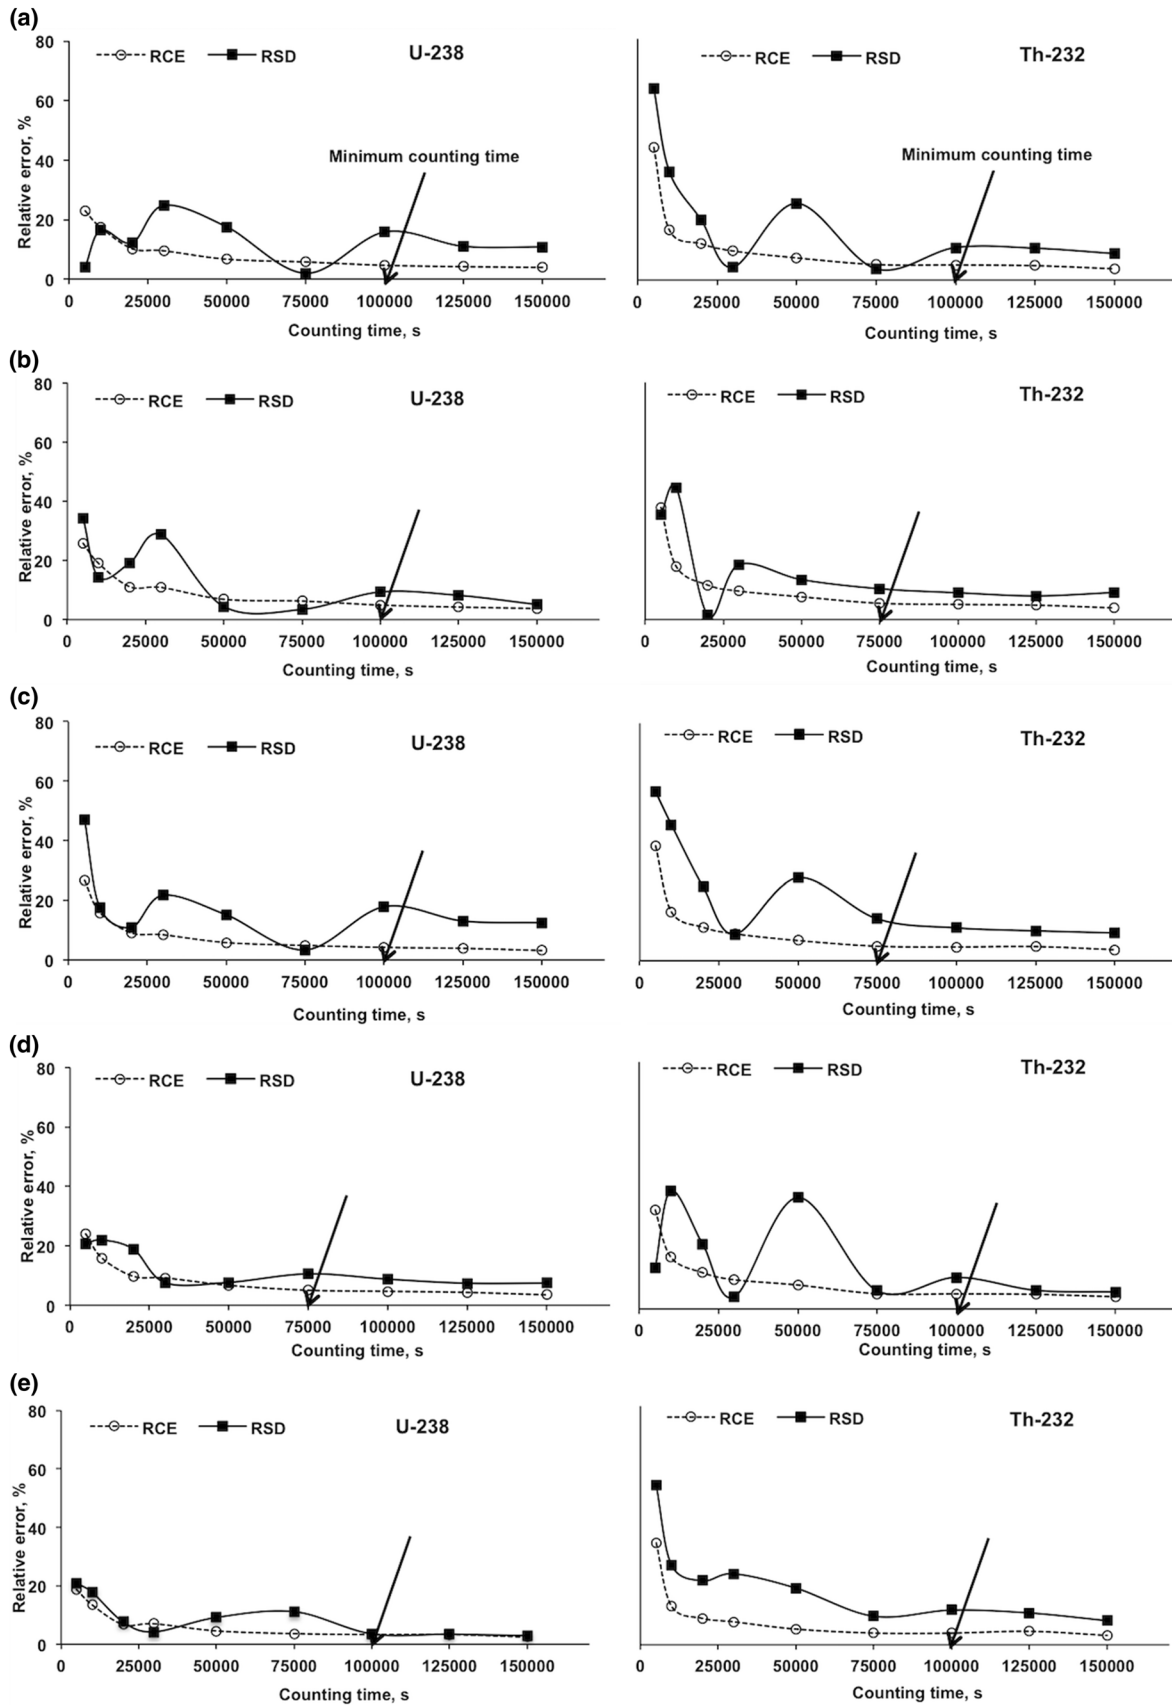 (a)
80
60
40
20
0
Relative error, %
RCE
RSD
U-238
Minimum counting time
0 25000 50000 75000 100000 125000 150000
Counting time, s
RCE
RSD
Th-232
Minimum counting time
0 25000 50000 75000 100000 125000 150000
Counting time, s
(b)
80
60
40
20
0
Relative error, %
RCE
RSD
U-238
0 25000 50000 75000 100000 125000 150000
Counting time, s
RCE
RSD
Th-232
0 25000 50000 75000 100000 125000 150000
Counting time, s
(c)
80
60
40
20
0
Relative error, %
RCE
RSD
U-238
0 25000 50000 75000 100000 125000 150000
Counting time, s
RCE
RSD
Th-232
0 25000 50000 75000 100000 125000 150000
Counting time, s
(d)
80
60
40
20
0
Relative error, %
RCE
RSD
U-238
0 25000 50000 75000 100000 125000 150000
Counting time, s
RCE
RSD
Th-232
0 25000 50000 75000 100000 125000 150000
Counting time, s
(e)
80
60
40
20
0
Relative error, %
RCE
RSD
U-238
0 25000 50000 75000 100000 125000 150000
Counting time, s
RCE
RSD
Th-232
0 25000 50000 75000 100000 125000 150000
Counting time, s